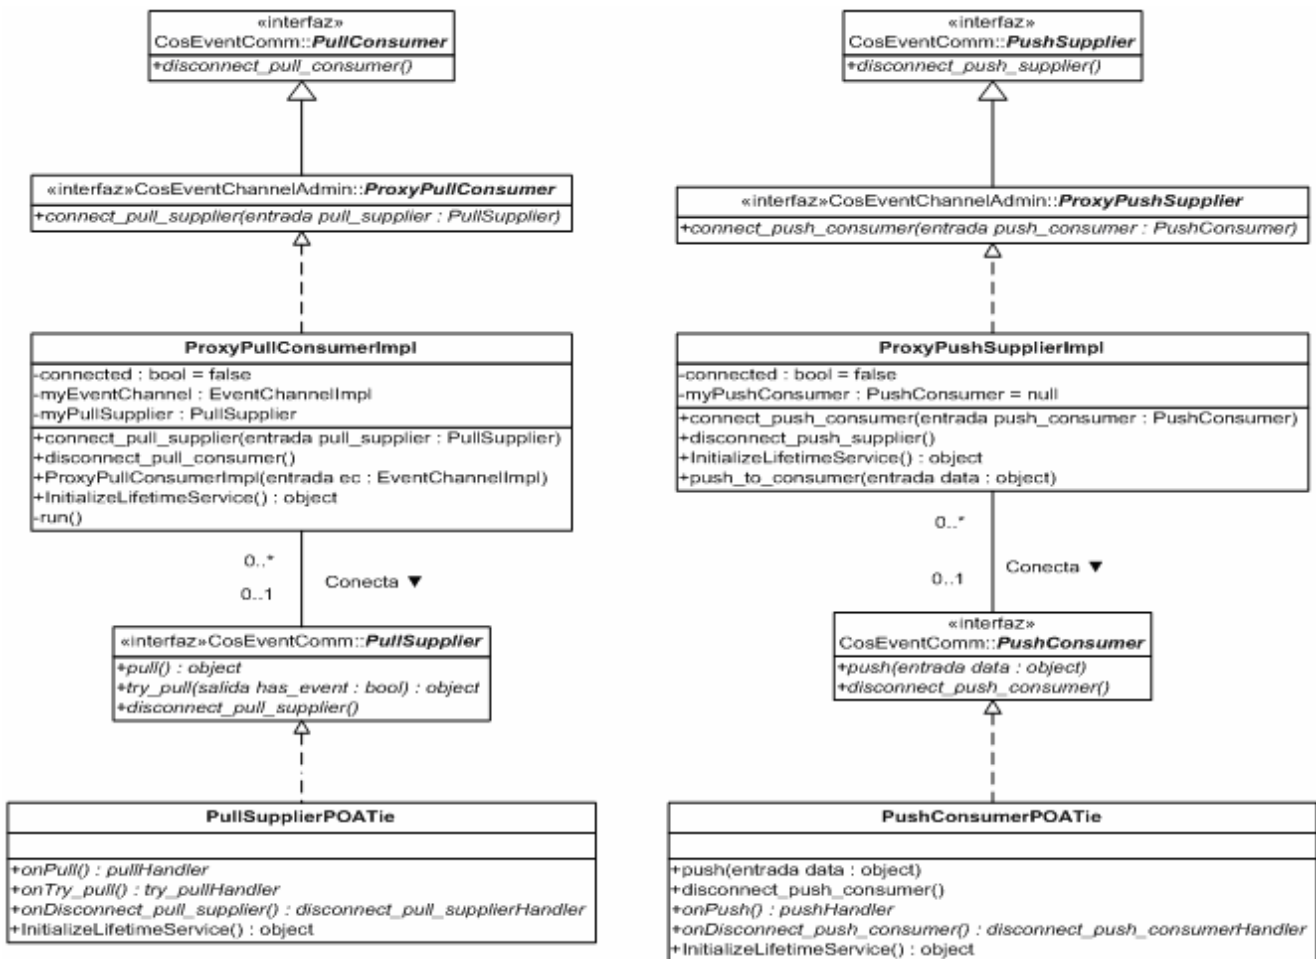 «interfaz»
CosEventComm::PullConsumer
+disconnect_pull_consumer()
«interfaz»CosEventChannelAdmin::ProxyPullConsumer
+connect_pull_supplier(entrada pull_supplier : PullSupplier)
ProxyPullConsumerImpl
-connected : bool = false
-myEventChannel : EventChannelImpl
-myPullSupplier : PullSupplier
+connect_pull_supplier(entrada pull_supplier : PullSupplier)
+disconnect_pull_consumer()
+ProxyPullConsumerImpl(entrada ec : EventChannelImpl)
+InitializeLifetimeService() : object
-run()
0..*
0..1
Conecta ▼
«interfaz»CosEventComm::PullSupplier
+pull() : object
+try_pull(salida has_event : bool) : object
+disconnect_pull_supplier()
PullSupplierPOATie
+onPull() : pullHandler
+onTry_pull() : try_pullHandler
+onDisconnect_pull_supplier() : disconnect_pull_supplierHandler
+InitializeLifetimeService() : object
«interfaz»
CosEventComm::PushSupplier
+disconnect_push_supplier()
«interfaz»CosEventChannelAdmin::ProxyPushSupplier
+connect_push_consumer(entrada push_consumer : PushConsumer)
ProxyPushSupplierImpl
-connected : bool = false
-myPushConsumer : PushConsumer = null
+connect_push_consumer(entrada push_consumer : PushConsumer)
+disconnect_push_supplier()
+InitializeLifetimeService() : object
+push_to_consumer(entrada data : object)
0..*
0..1
Conecta ▼
«interfaz»
CosEventComm::PushConsumer
+push(entrada data : object)
+disconnect_push_consumer()
PushConsumerPOATie
+push(entrada data : object)
+disconnect_push_consumer()
+onPush() : pushHandler
+onDisconnect_push_consumer() : disconnect_push_consumerHandler
+InitializeLifetimeService() : object